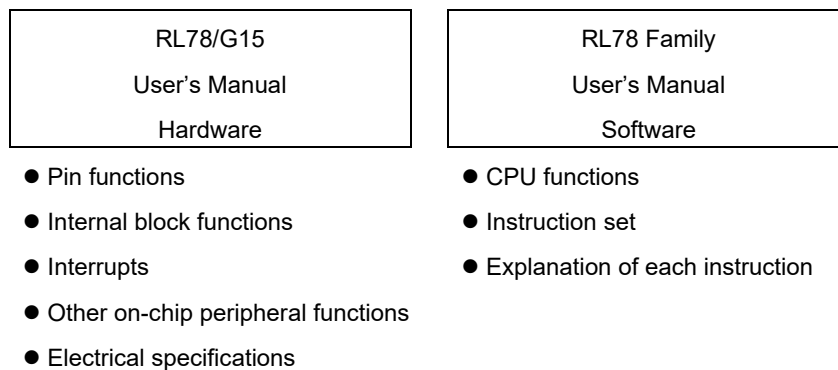 RL78/G15
User’s Manual
Hardware
● Pin functions
● Internal block functions
● Interrupts
● Other on-chip peripheral functions
● Electrical specifications
RL78 Family
User’s Manual
Software
● CPU functions
● Instruction set
● Explanation of each instruction